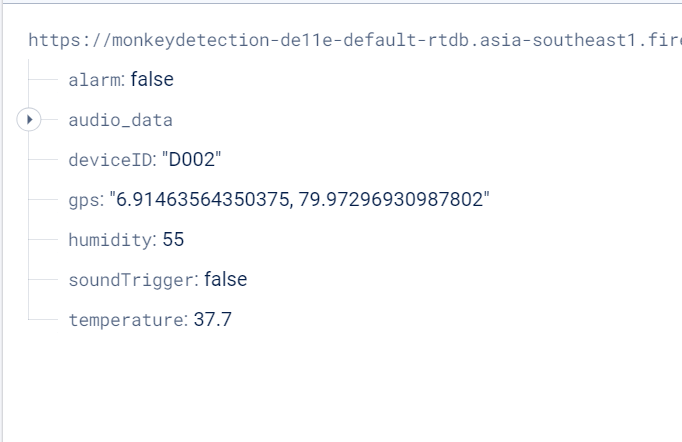 https://monkeydetection-de11e-default-rtdb.asia-southeast1.fir
alarm: false
audio_data
deviceID: "D002"
gps: "6.91463564350375, 79.97296930987802"
humidity: 55
soundTrigger: false
temperature: 37.7